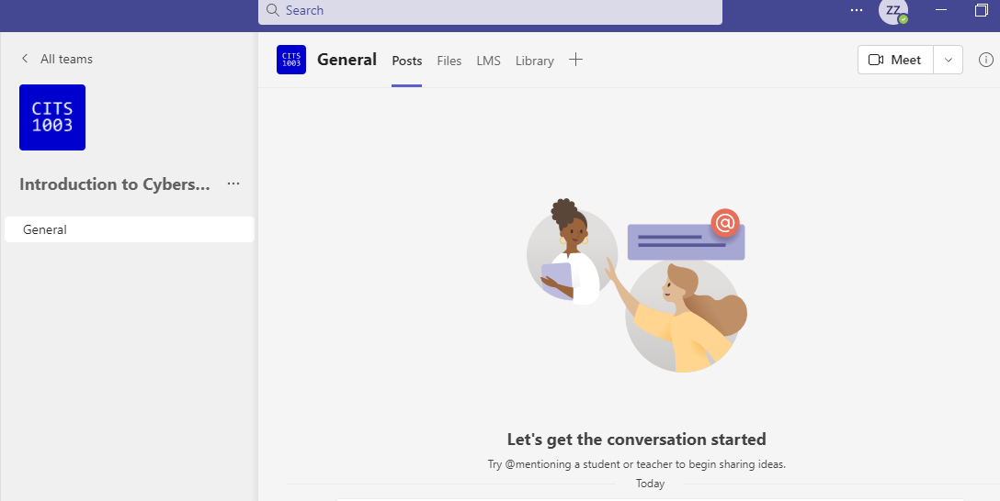 Search
ZZ
All teams
CITS
1003
Introduction to Cybers...
General
CITS
1003
General
Posts
Files
LMS
Library
Meet
@
Let's get the conversation started
Try @mentioning a student or teacher to begin sharing ideas.
Today